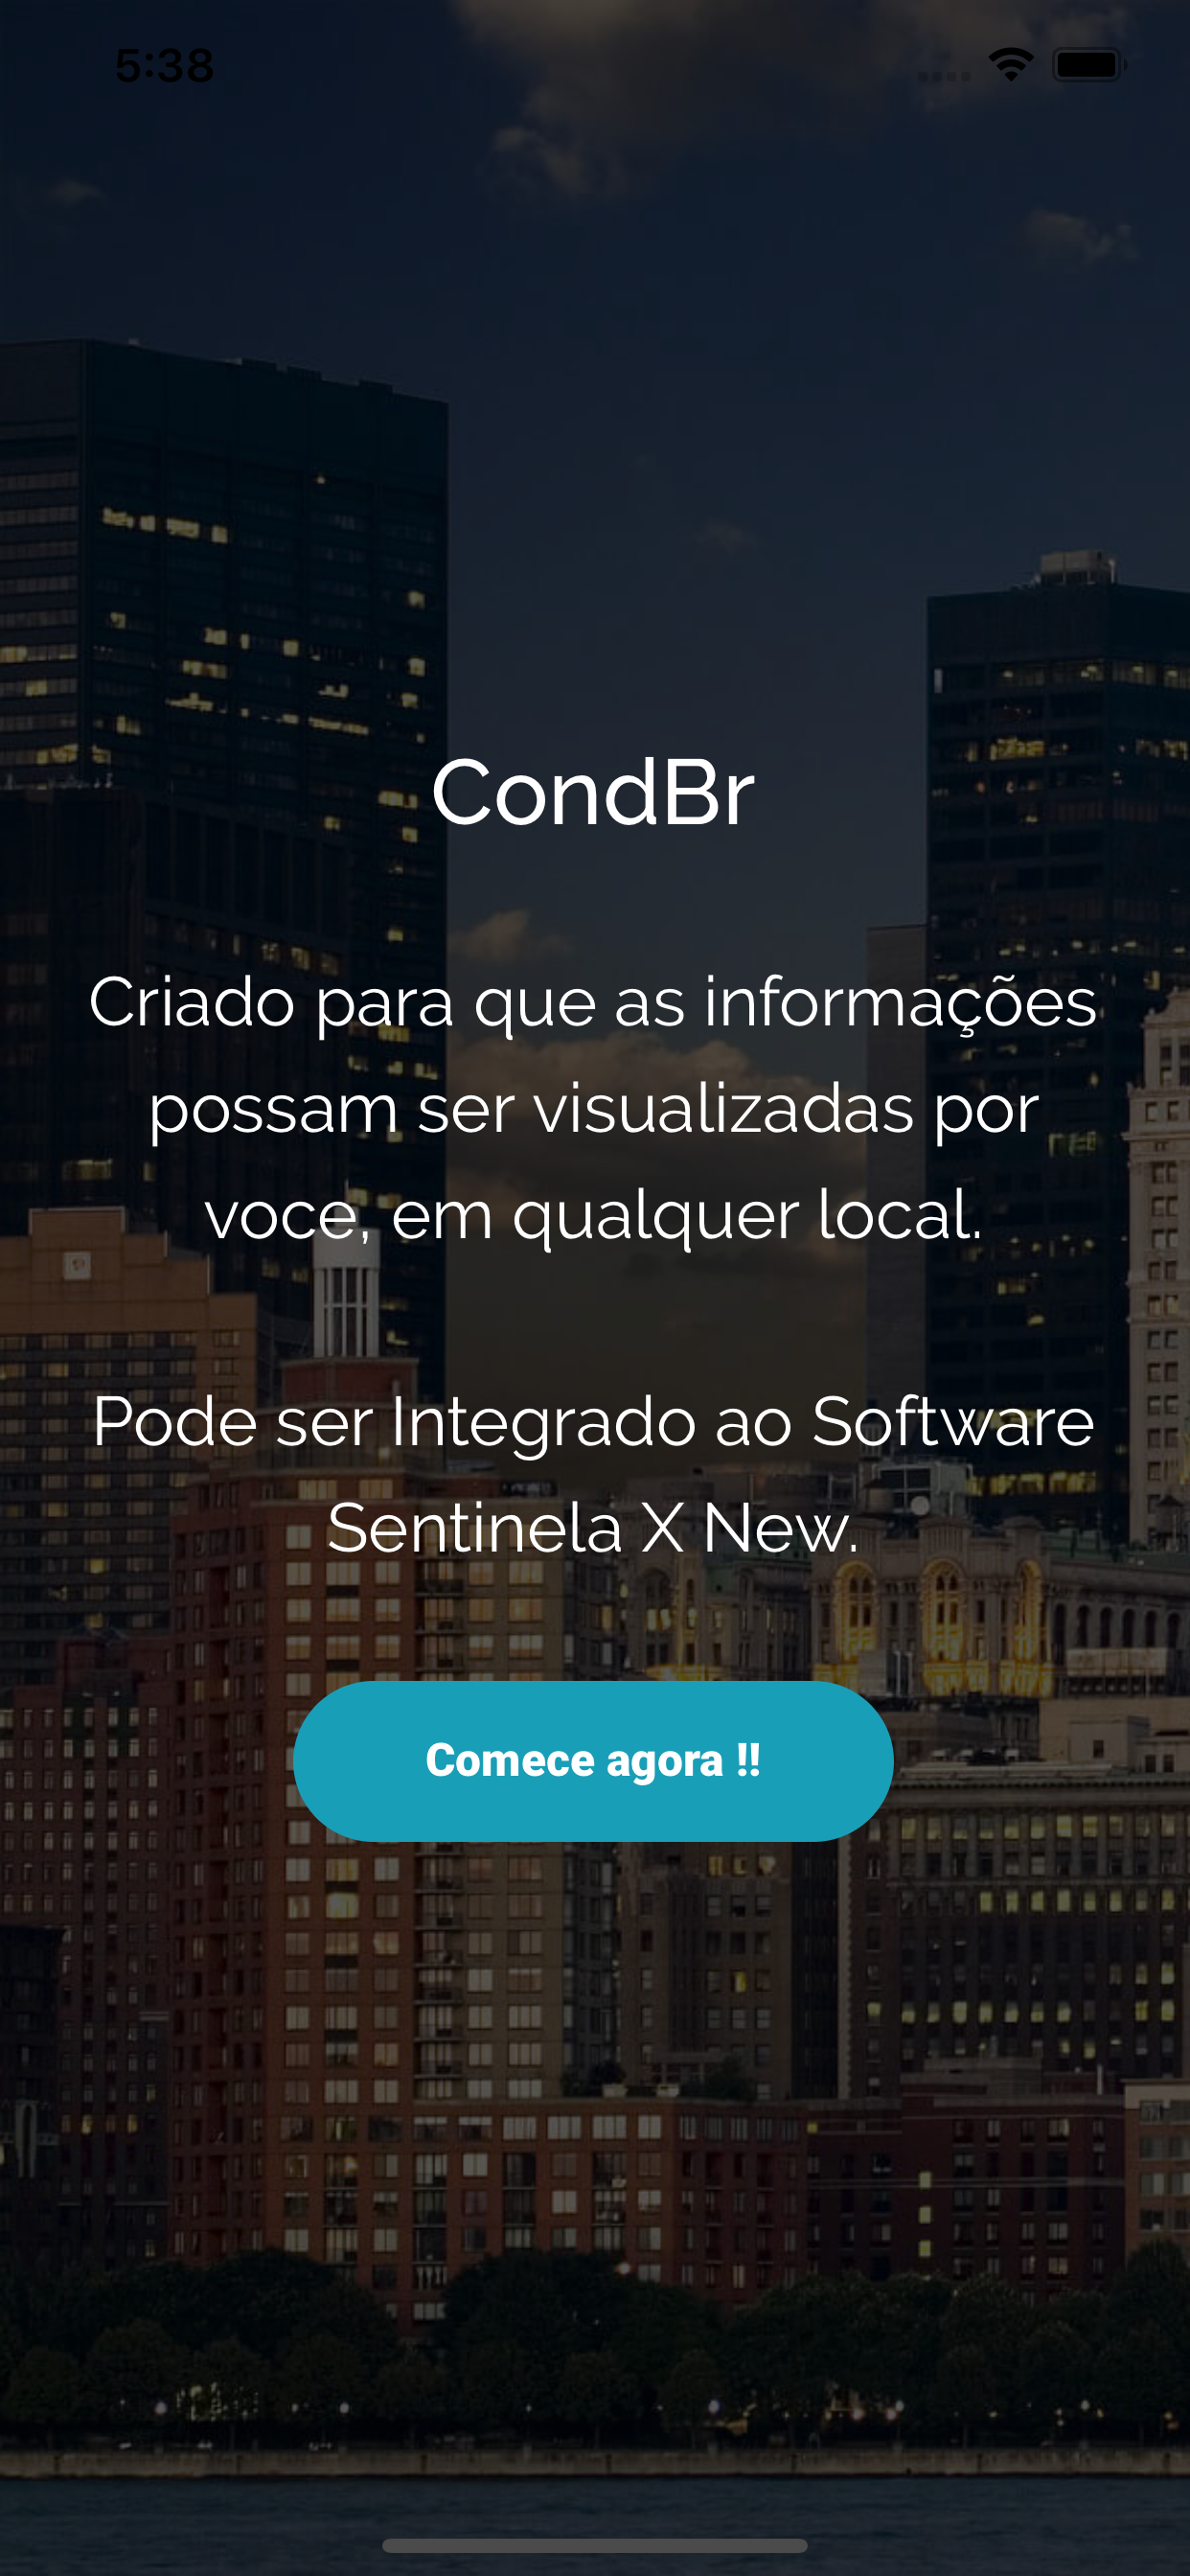 5:38
CondBr
Criado para que as informações
possam ser visualizadas por
voce, em qualquer local.
Pode ser Integrado ao Software
Sentinela X New.
Comece agora !!